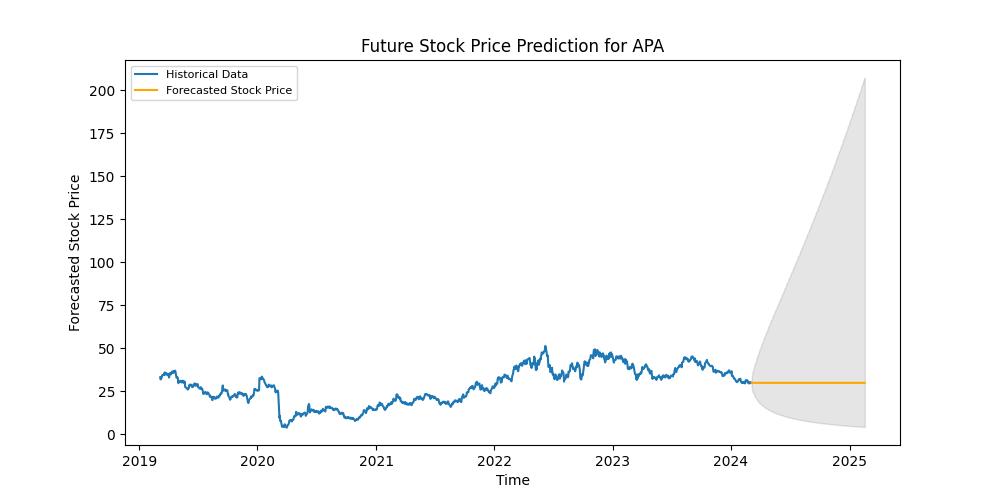 Future Stock Price Prediction for APA
Historical Data
Forecasted Stock Price
200
175
150
125
100
75
50
25
0
Forecasted Stock Price
2019 2020 2021 2022 2023 2024 2025
Time